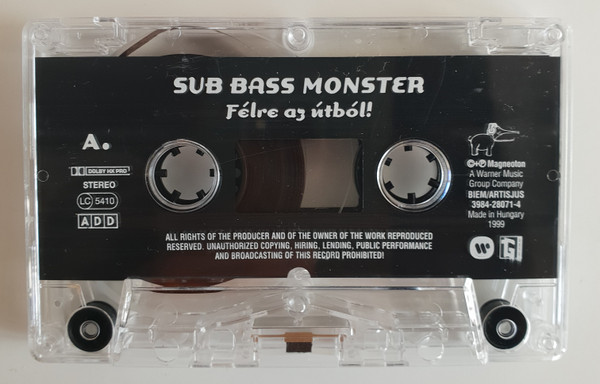 SUB BASS MONSTER
Félre az útból!
A.
DOLBY HX PRO
STEREO
LC 5410
ADD
©+℗ Magneoton
A Warner Music
Group Company
BIEM/ARTISJUS
3984-28071-4
Made in Hungary
1999
ALL RIGHTS OF THE PRODUCER AND OF THE OWNER OF THE WORK REPRODUCED
RESERVED. UNAUTHORIZED COPYING, HIRING, LENDING, PUBLIC PERFORMANCE
AND BROADCASTING OF THIS RECORD PROHIBITED!